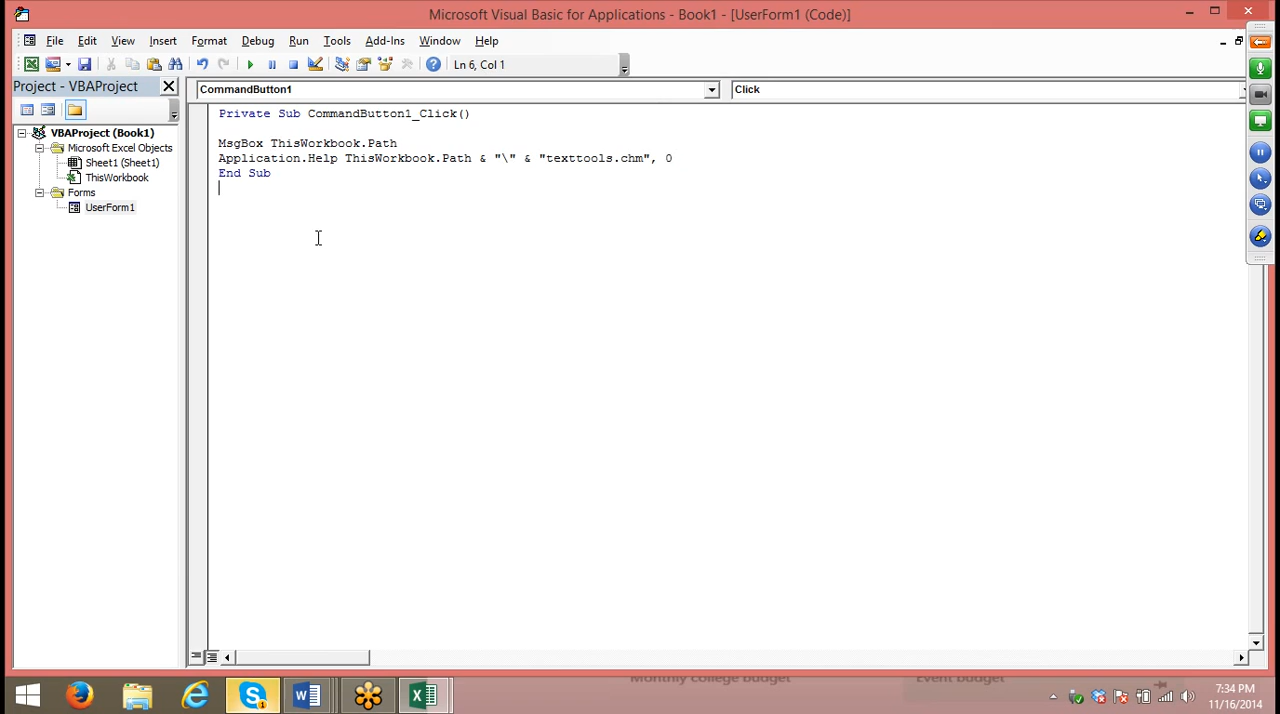 Microsoft Visual Basic for Applications - Book1 - [UserForm1 (Code)]
File Edit View Insert Format Debug Run Tools Add-Ins Window Help
Ln 6, Col 1
Project - VBAProject
CommandButton1
Click
VBAProject (Book1)
Microsoft Excel Objects
Sheet1 (Sheet1)
ThisWorkbook
Forms
UserForm1
Private Sub CommandButton1_Click()
MsgBox ThisWorkbook.Path
Application.Help ThisWorkbook.Path & "\" & "texttools.chm", 0
End Sub
Monthly college budget
Event budget
7:34 PM
11/16/2014